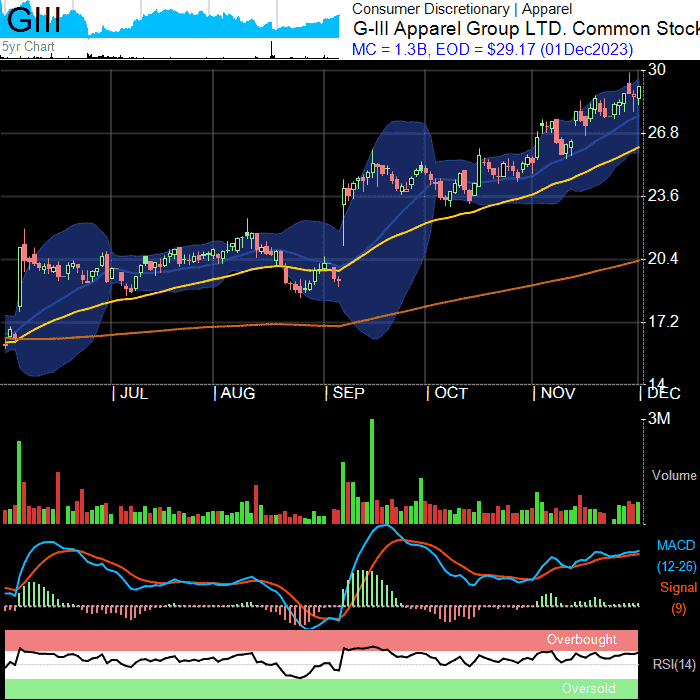 GIII
5yr Chart
Consumer Discretionary | Apparel
G-III Apparel Group LTD. Common Stock
MC = 1.3B, EOD = $29.17 (01Dec2023)
30
26.8
23.6
20.4
17.2
14
| JUL | AUG | SEP | OCT | NOV | DEC
3M
Volume
MACD
(12-26)
Signal
(9)
Overbought
RSI(14)
Oversold